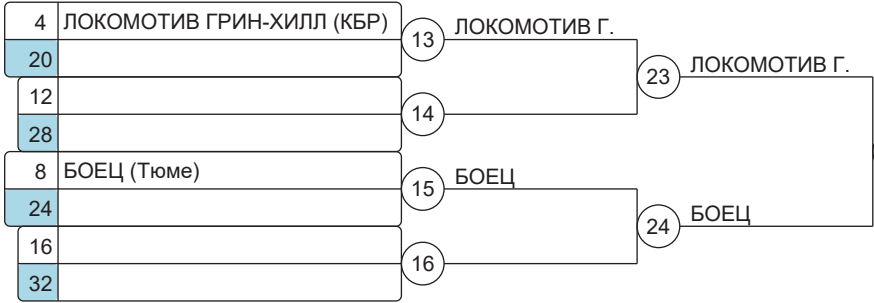 4 ЛОКОМОТИВ ГРИН-ХИЛЛ (КБР)
20
13 ЛОКОМОТИВ Г.
12
28
14
23 ЛОКОМОТИВ Г.
8 БОЕЦ (Тюме)
24
15 БОЕЦ
16
32
16
24 БОЕЦ